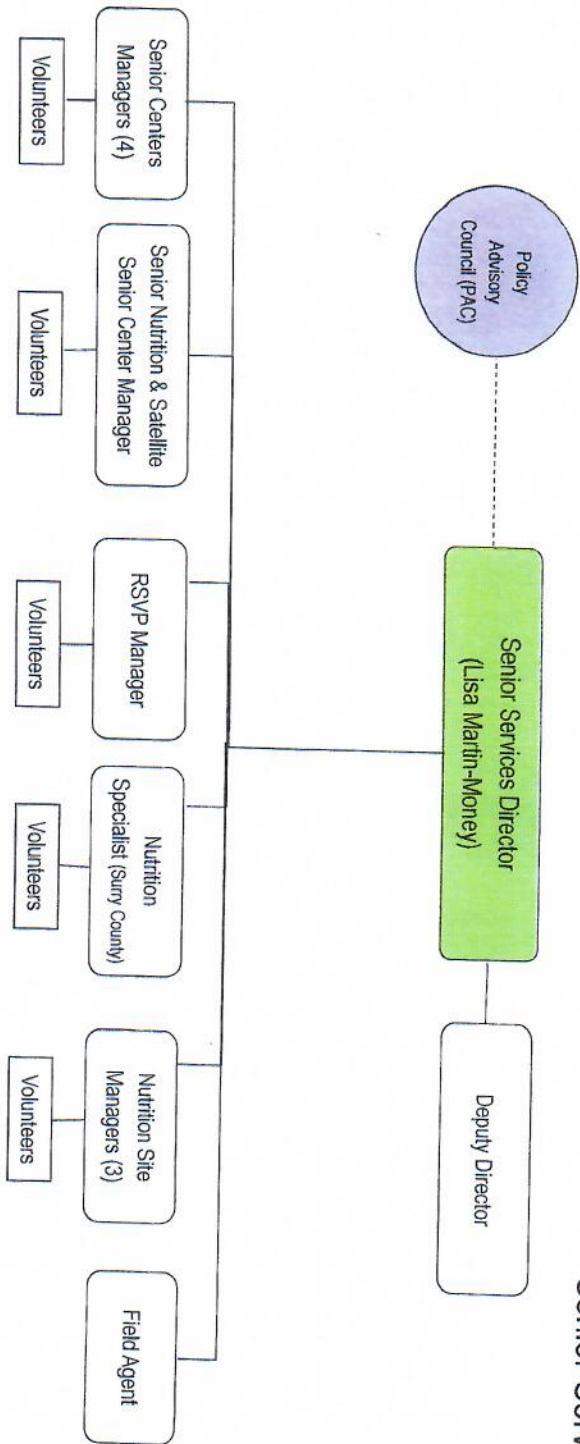 Senior Serv
Policy
Advisory
Council (PAC)
Senior Services Director
(Lisa Martin-Money)
Deputy Director
Senior Centers
Managers (4)
Senior Nutrition & Satellite
Senior Center Manager
RSVP Manager
Nutrition
Specialist (Surry County)
Nutrition Site
Managers (3)
Field Agent
Volunteers
Volunteers
Volunteers
Volunteers
Volunteers